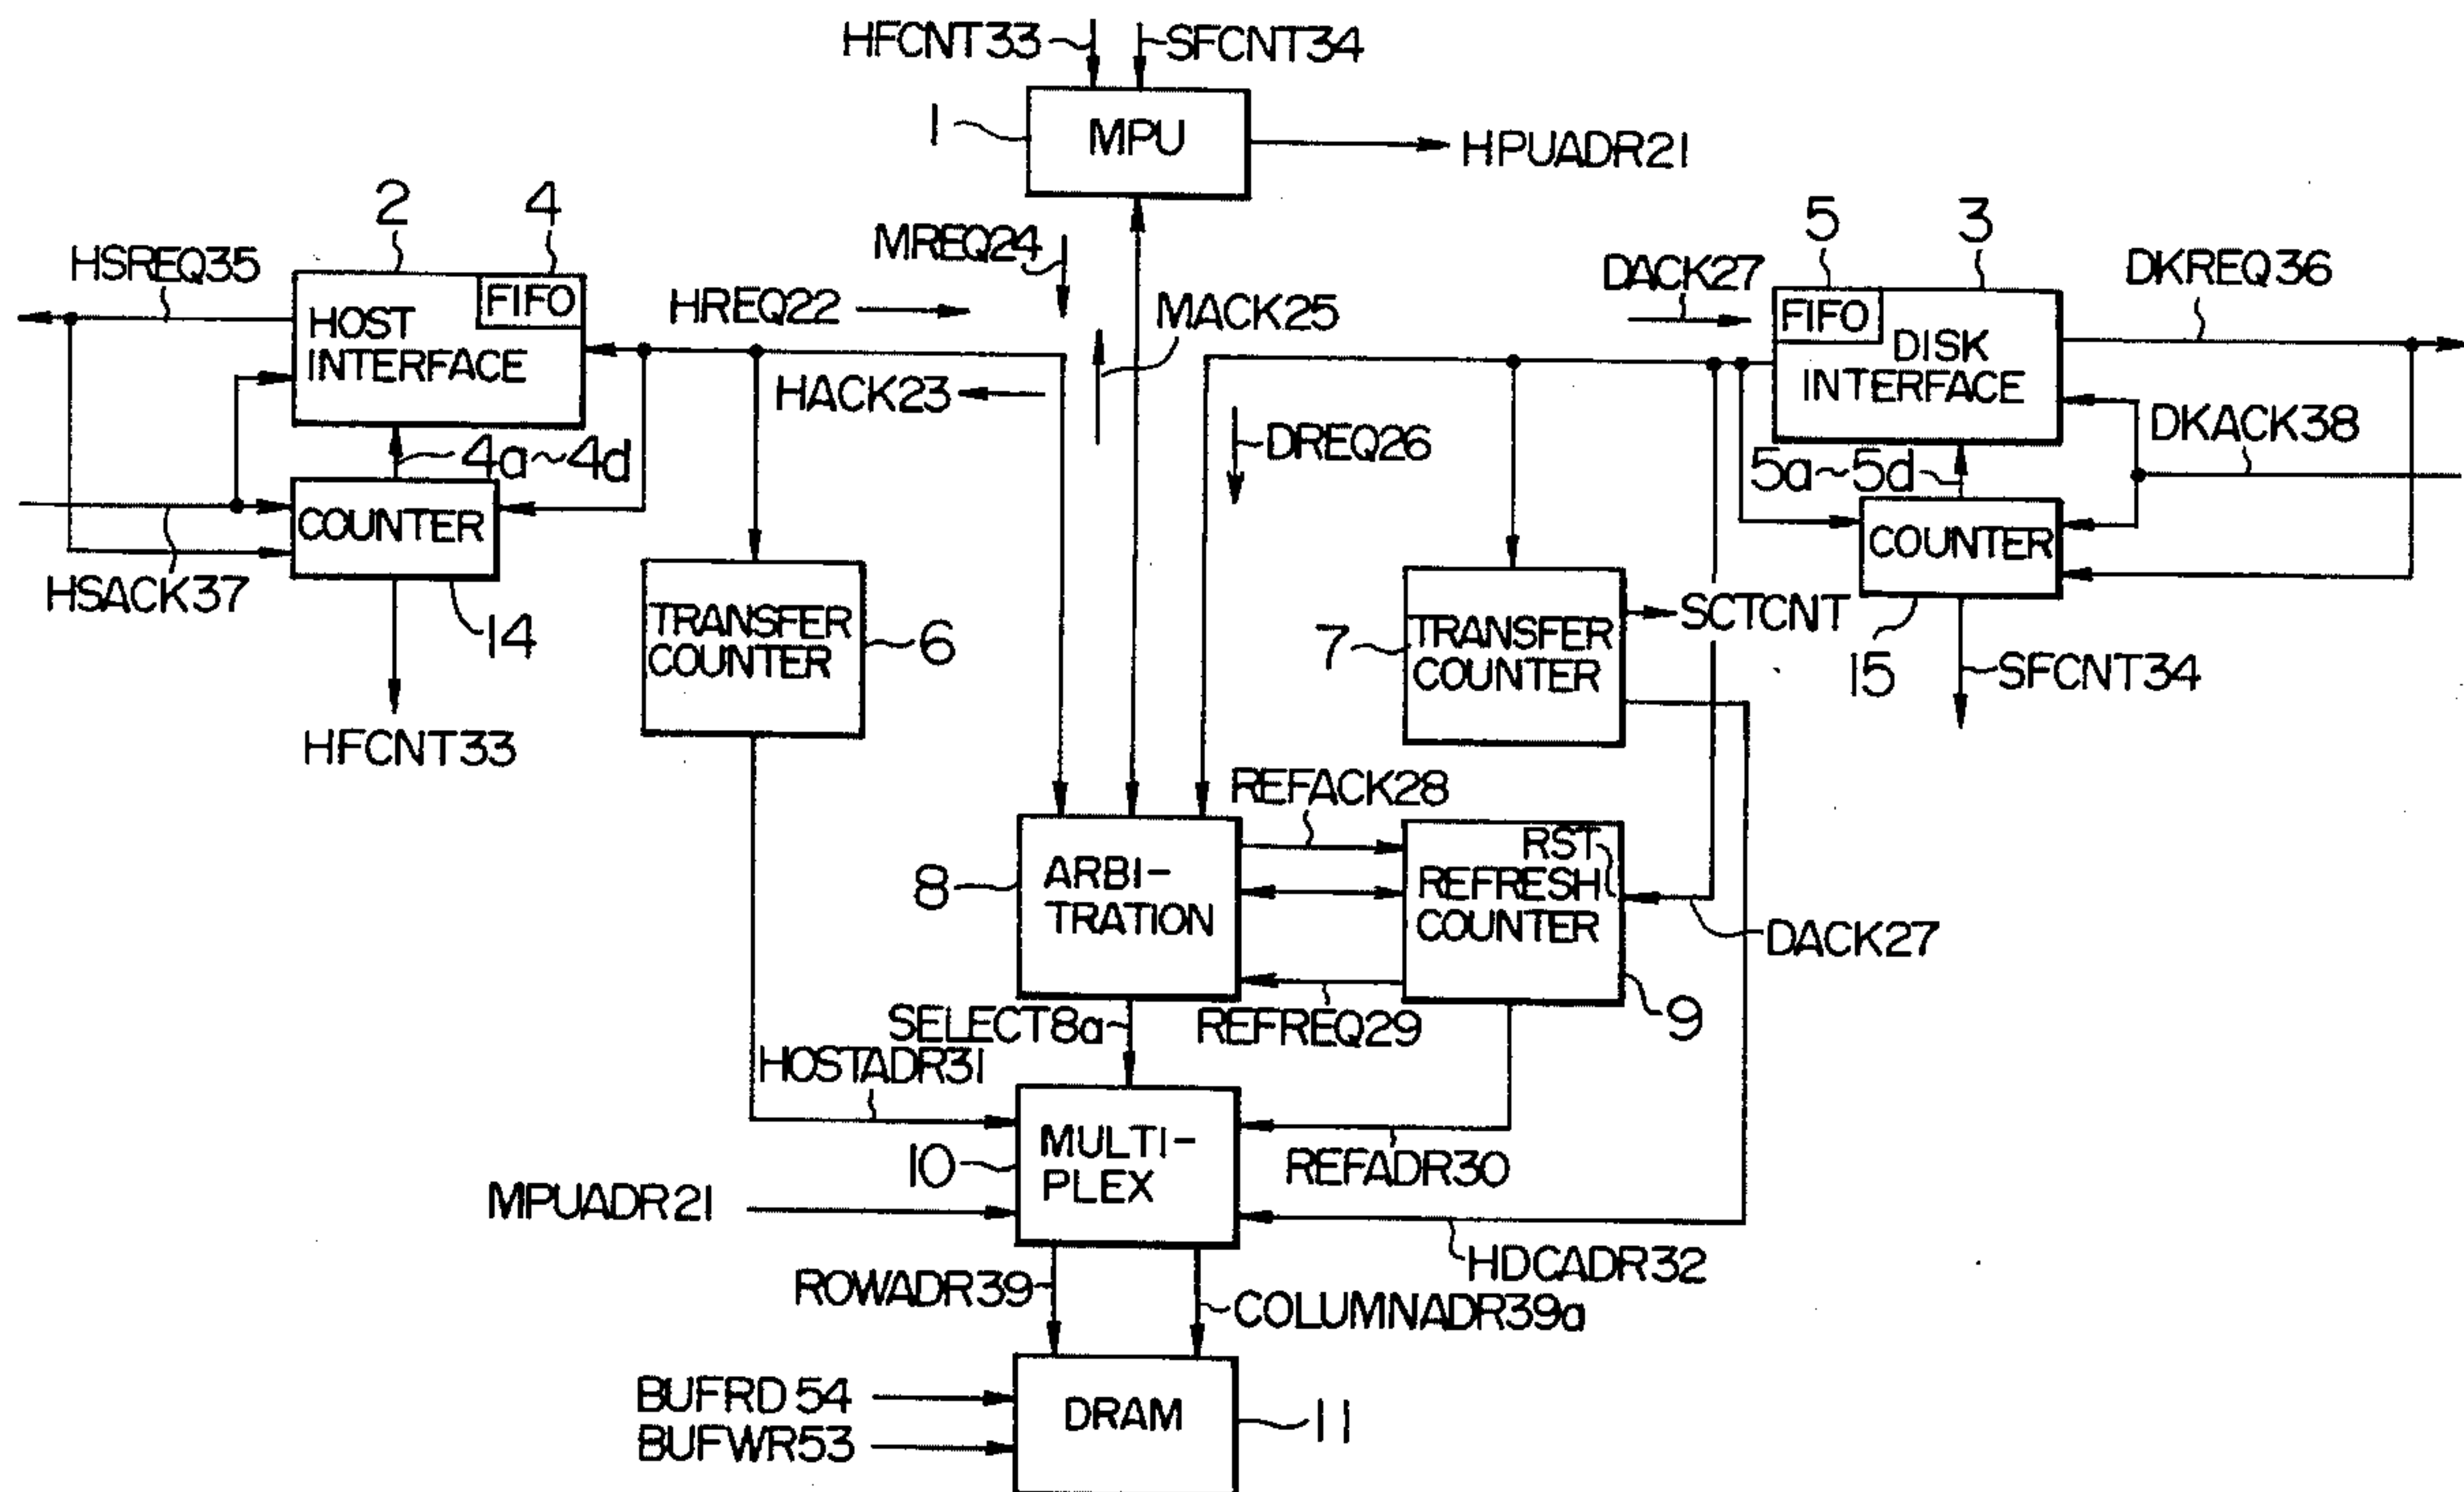 HFCNT33
SFCNT34
1
MPU
HPUADR21
2
4
HSREQ35
FIFO
HOST
INTERFACE
MREQ24
HREQ22
MACK25
HACK23
DREQ26
5
3
DACK27
DKREQ36
FIFO
DISK
INTERFACE
DKACK38
4a~4d
5a~5d
COUNTER
COUNTER
HSACK37
14
HFCNT33
TRANSFER
COUNTER
6
7
TRANSFER
COUNTER
SCTCNT
15
SFCNT34
REFACK28
8
ARBI-
TRATION
RST
REFRESH
COUNTER
DACK27
9
SELECT8a
REFREQ29
HOSTADR31
10
MULTI-
PLEX
REFADR30
MPUADR21
HDCADR32
ROWADR39
COLUMNADR39a
BUFRD 54
BUFWR53
DRAM
11